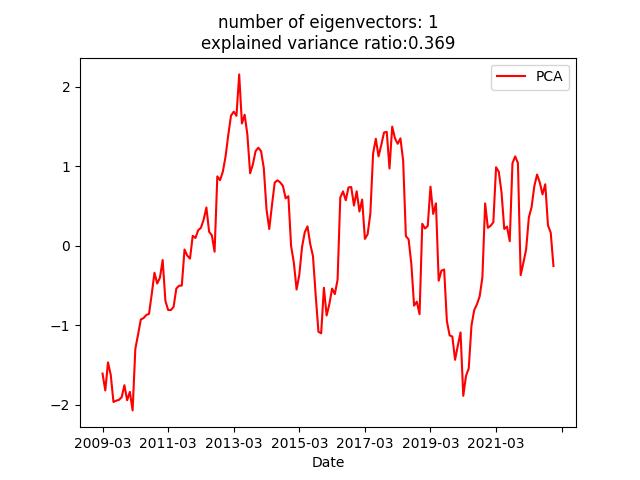 number of eigenvectors: 1
explained variance ratio:0.369
PCA
2
1
0
−1
−2
2009-03 2011-03 2013-03 2015-03 2017-03 2019-03 2021-03
Date